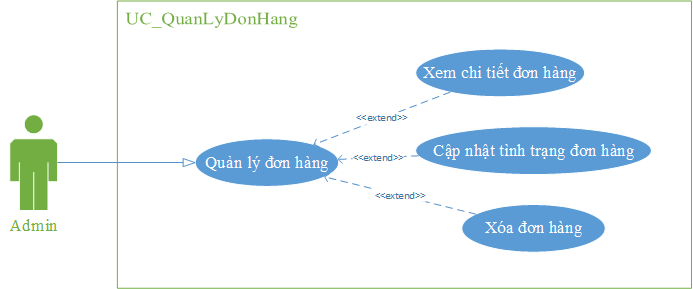 UC_QuanLyDonHang
Xem chi tiết đơn hàng
<<extend>>
Quản lý đơn hàng
<<extend>>
Cập nhật tình trạng đơn hàng
<<extend>>
Xóa đơn hàng
Admin